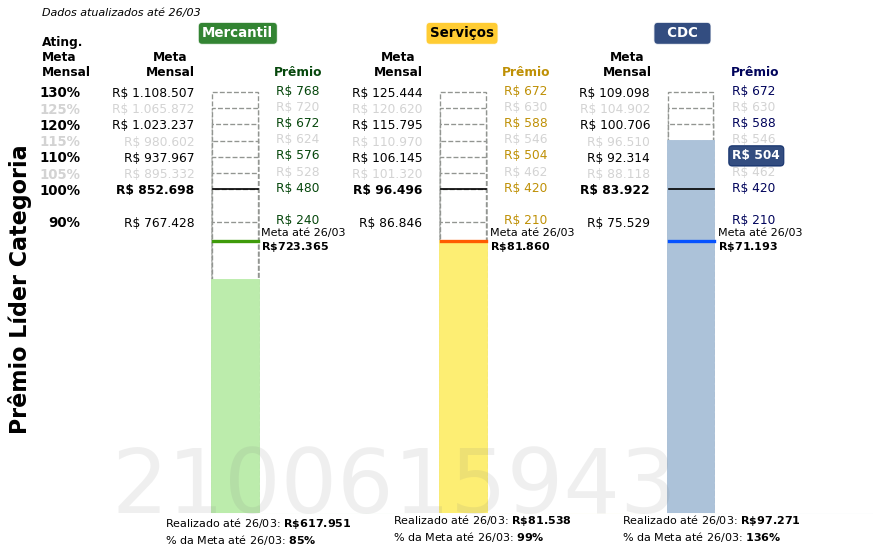 Dados atualizados até 26/03
Mercantil Serviços CDC
Ating.
Meta
Mensal
Meta
Mensal
Prêmio
Meta
Mensal
Prêmio
Meta
Mensal
Prêmio
130% R$ 1.108.507 R$ 768 R$ 125.444 R$ 672 R$ 109.098 R$ 672
125% R$ 1.065.872 R$ 720 R$ 120.620 R$ 630 R$ 104.902 R$ 630
120% R$ 1.023.237 R$ 672 R$ 115.795 R$ 588 R$ 100.706 R$ 588
115% R$ 980.602 R$ 624 R$ 110.970 R$ 546 R$ 96.510 R$ 546
110% R$ 937.967 R$ 576 R$ 106.145 R$ 504 R$ 92.314 R$ 504
105% R$ 895.332 R$ 528 R$ 101.320 R$ 462 R$ 88.118 R$ 462
100% R$ 852.698 R$ 480 R$ 96.496 R$ 420 R$ 83.922 R$ 420
90% R$ 767.428 R$ 240 R$ 86.846 R$ 210 R$ 75.529 R$ 210
Meta até 26/03 Meta até 26/03 Meta até 26/03
R$723.365 R$81.860 R$71.193
Prêmio Líder Categoria
2100615943
Realizado até 26/03: R$617.951 Realizado até 26/03: R$81.538 Realizado até 26/03: R$97.271
% da Meta até 26/03: 85% % da Meta até 26/03: 99% % da Meta até 26/03: 136%